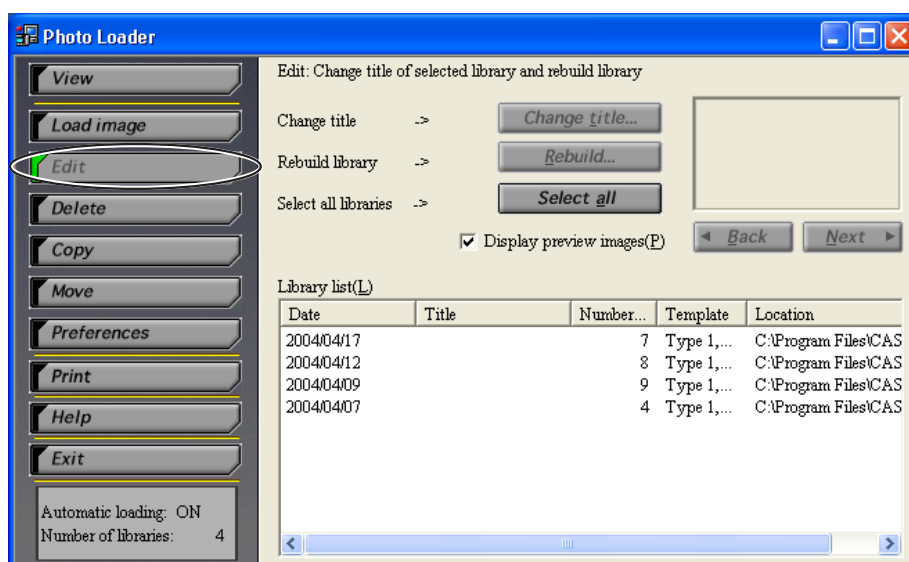 Photo Loader
View
Load image
Edit
Delete
Copy
Move
Preferences
Print
Help
Exit
Automatic loading: ON
Number of libraries: 4
Edit: Change title of selected library and rebuild library
Change title -> Change title...
Rebuild library -> Rebuild...
Select all libraries -> Select all
Display preview images(P)
Back Next
Library list(L)
Date Title Number... Template Location
2004/04/17 7 Type 1,... C:\Program Files\CAS
2004/04/12 8 Type 1,... C:\Program Files\CAS
2004/04/09 9 Type 1,... C:\Program Files\CAS
2004/04/07 4 Type 1,... C:\Program Files\CAS